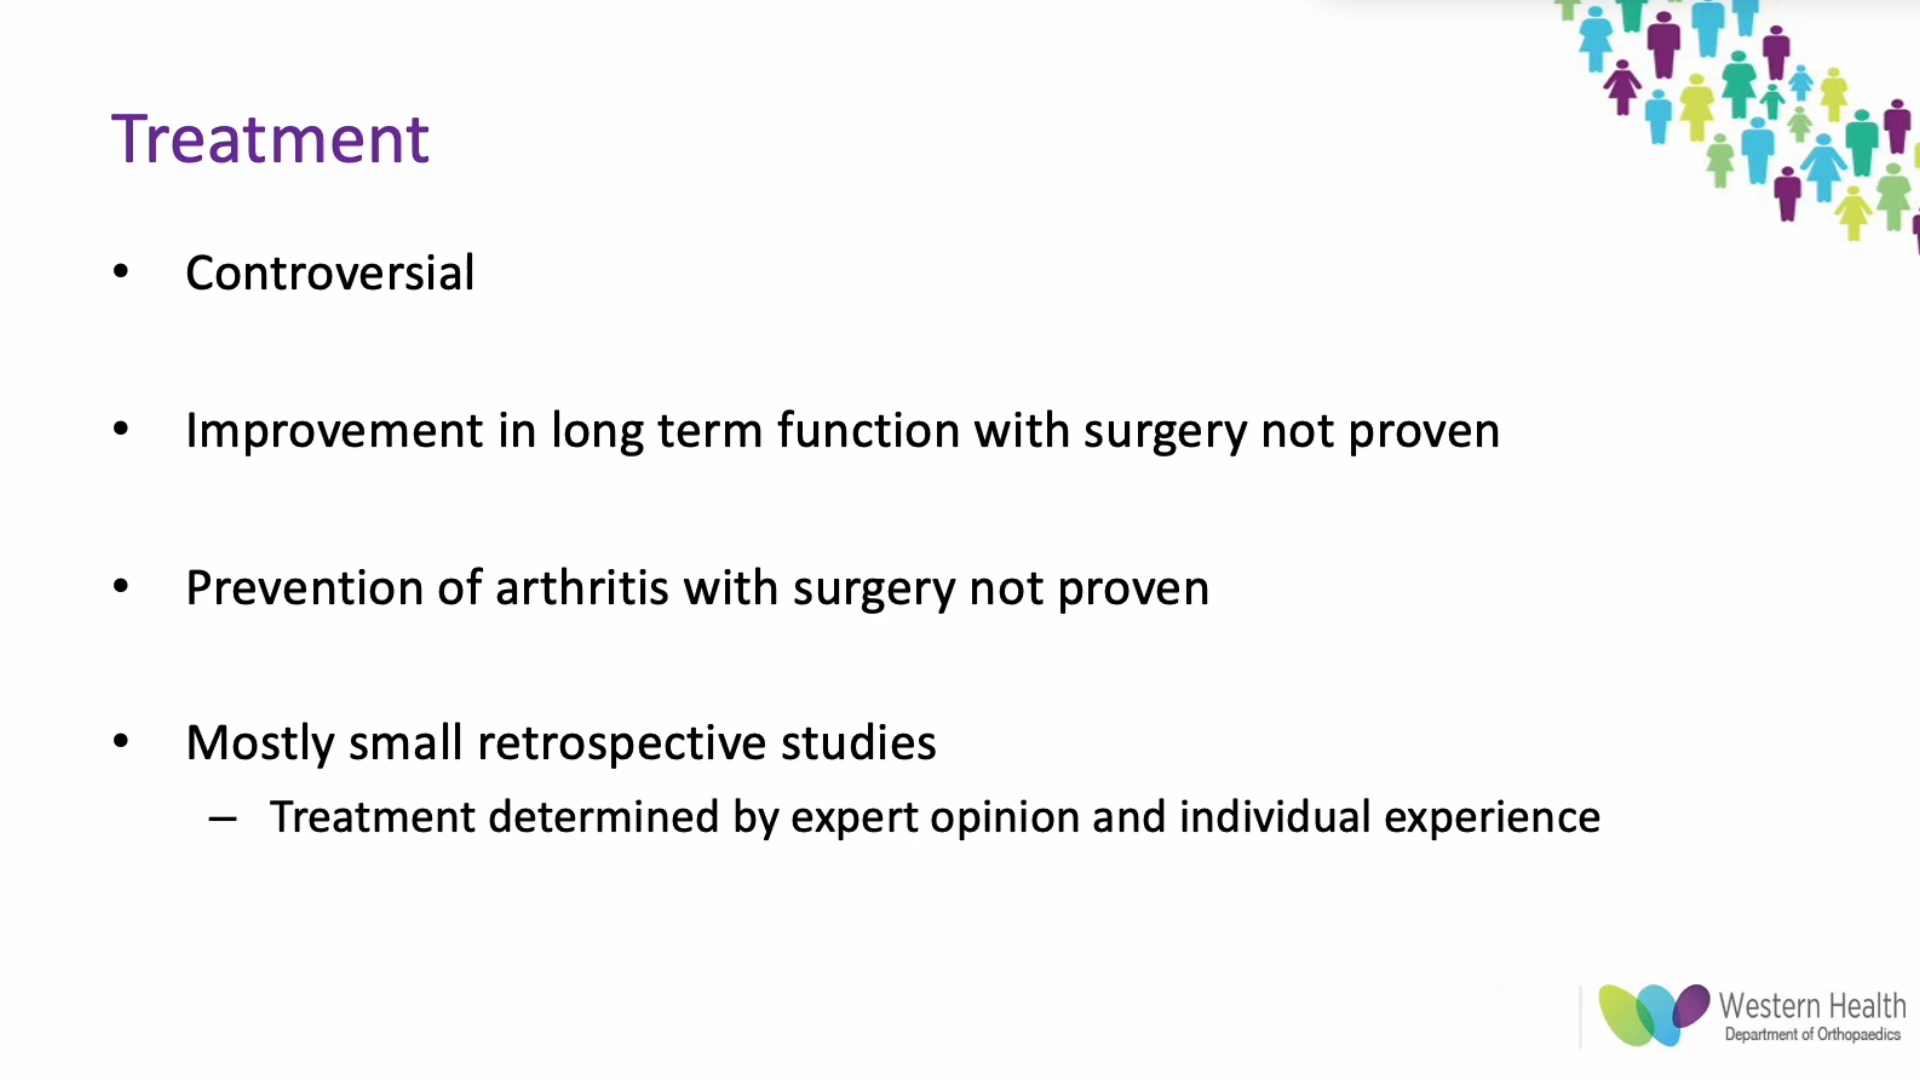 Treatment
• Controversial
• Improvement in long term function with surgery not proven
• Prevention of arthritis with surgery not proven
• Mostly small retrospective studies
– Treatment determined by expert opinion and individual experience
Western Health
Department of Orthopaedics